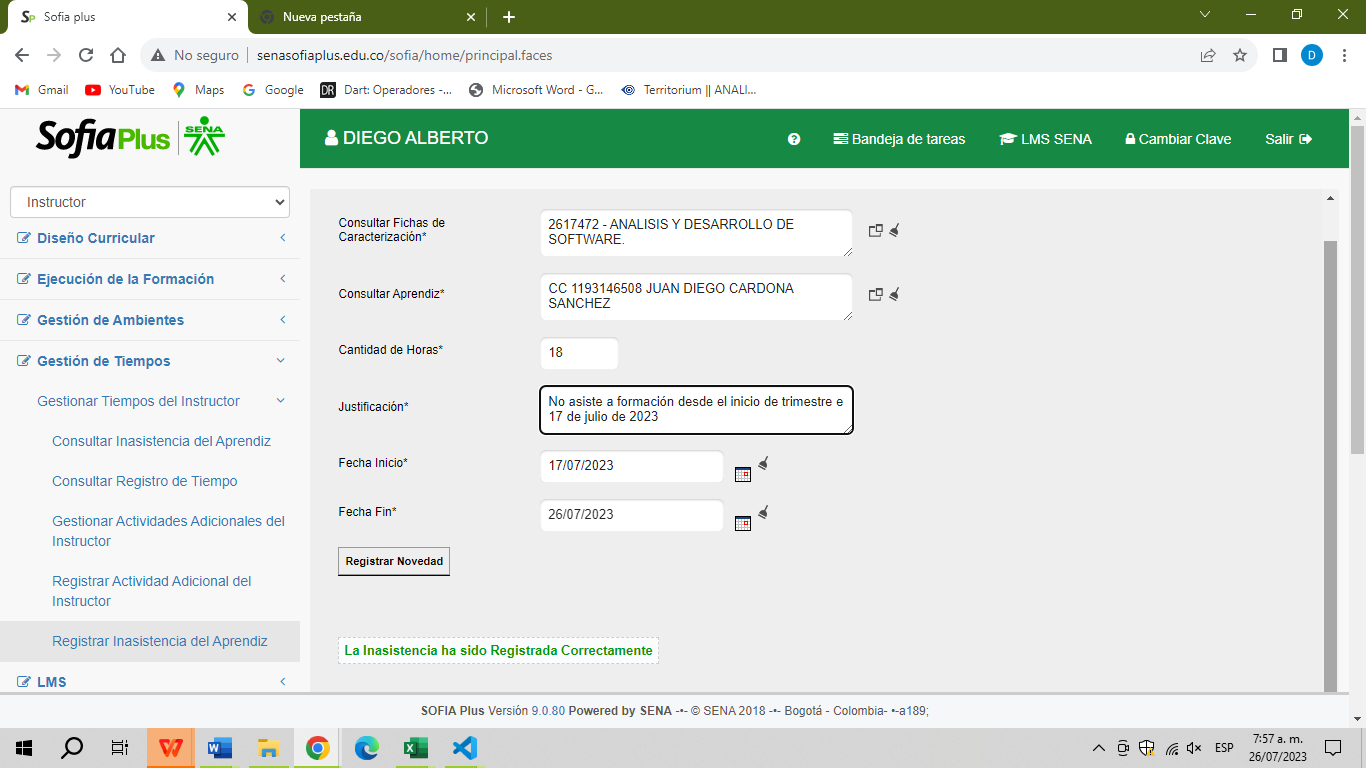 Sofia plus
Nueva pestaña
No seguro
senasofiaplus.edu.co/sofia/home/principal.faces
D
Gmail
YouTube
Maps
Google
DR
Dart: Operadores -...
Microsoft Word - G...
Territorium || ANALI...
Sofia Plus
SENA
DIEGO ALBERTO
Bandeja de tareas
LMS SENA
Cambiar Clave
Salir
Instructor
Diseño Curricular
Ejecución de la Formación
Gestión de Ambientes
Gestión de Tiempos
Gestionar Tiempos del Instructor
Consultar Inasistencia del Aprendiz
Consultar Registro de Tiempo
Gestionar Actividades Adicionales del
Instructor
Registrar Actividad Adicional del
Instructor
Registrar Inasistencia del Aprendiz
LMS
Consultar Fichas de
Caracterización*
2617472 - ANALISIS Y DESARROLLO DE
SOFTWARE.
Consultar Aprendiz*
CC 1193146508 JUAN DIEGO CARDONA
SANCHEZ
Cantidad de Horas*
18
Justificación*
No asiste a formación desde el inicio de trimestre e
17 de julio de 2023
Fecha Inicio*
17/07/2023
Fecha Fin*
26/07/2023
Registrar Novedad
La Inasistencia ha sido Registrada Correctamente
SOFIA Plus Versión 9.0.80 Powered by SENA -•- © SENA 2018 -•- Bogotá - Colombia- •-a189;
ESP
7:57 a. m.
26/07/2023